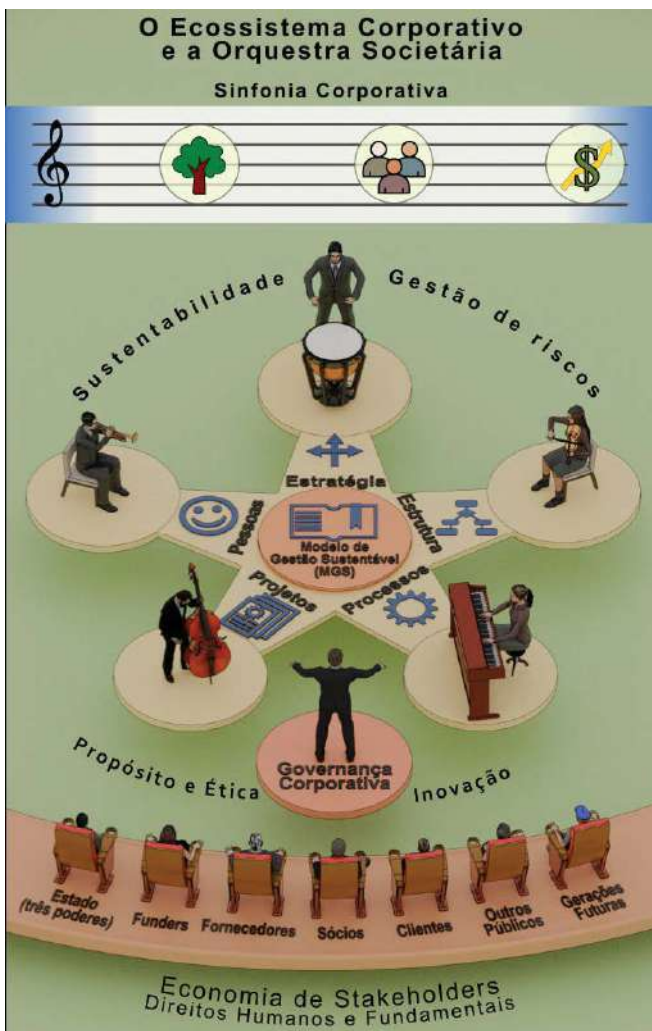 O Ecossistema Corporativo
e a Orquestra Societária
Sinfonia Corporativa
$
Sustentabilidade
Gestão de riscos
Estratégia
Pessoas
Estrutura
Modelo de
Gestão Sustentável
(MGS)
Projetos
Processos
Governança
Corporativa
Propósito e Ética
Inovação
Estado
(três poderes)
Funders
Fornecedores
Sócios
Clientes
Outros
Públicos
Gerações
Futuras
Economia de Stakeholders
Direitos Humanos e Fundamentais